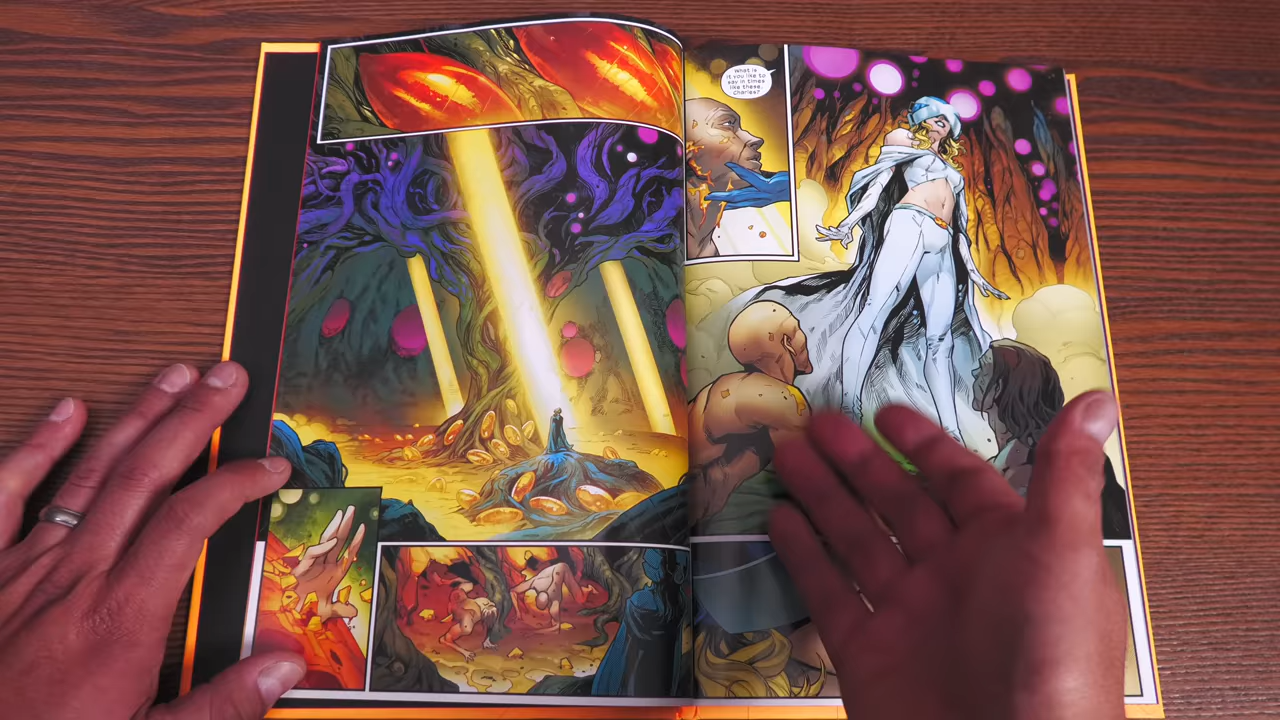 What is
it you like to
say in times
like these,
Charles?